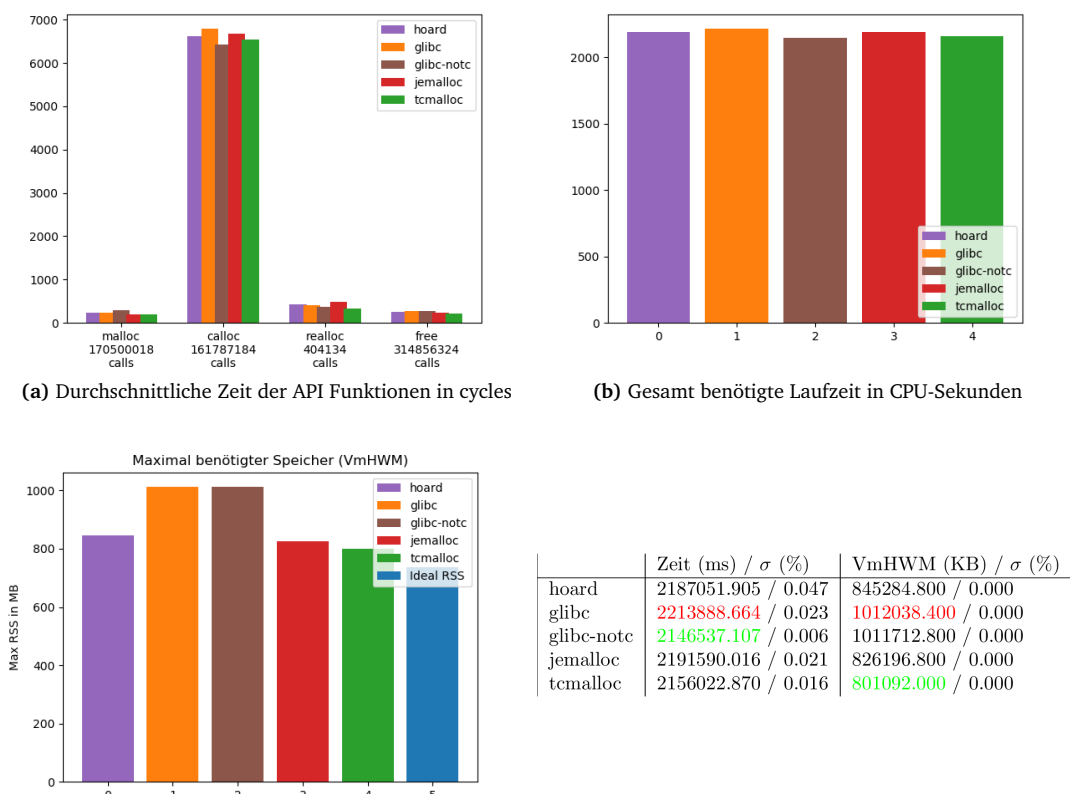 7000
6000
5000
4000
3000
2000
1000
0
hoard
glibc
glibc-notc
jemalloc
tcmalloc
malloc
170500018
calls
calloc
161787184
calls
realloc
404134
calls
free
314856324
calls
(a) Durchschnittliche Zeit der API Funktionen in cycles
2000
1500
1000
500
0
hoard
glibc
glibc-notc
jemalloc
tcmalloc
0 1 2 3 4
(b) Gesamt benötigte Laufzeit in CPU-Sekunden
Maximal benötigter Speicher (VmHWM)
Max RSS in MB
1000
800
600
400
200
0
hoard
glibc
glibc-notc
jemalloc
tcmalloc
Ideal RSS
0 1 2 3 4 5
Zeit (ms) / σ (%) VmHWM (KB) / σ (%)
hoard 2187051.905 / 0.047 845284.800 / 0.000
glibc 2213888.664 / 0.023 1012038.400 / 0.000
glibc-notc 2146537.107 / 0.006 1011712.800 / 0.000
jemalloc 2191590.016 / 0.021 826196.800 / 0.000
tcmalloc 2156022.870 / 0.016 801092.000 / 0.000